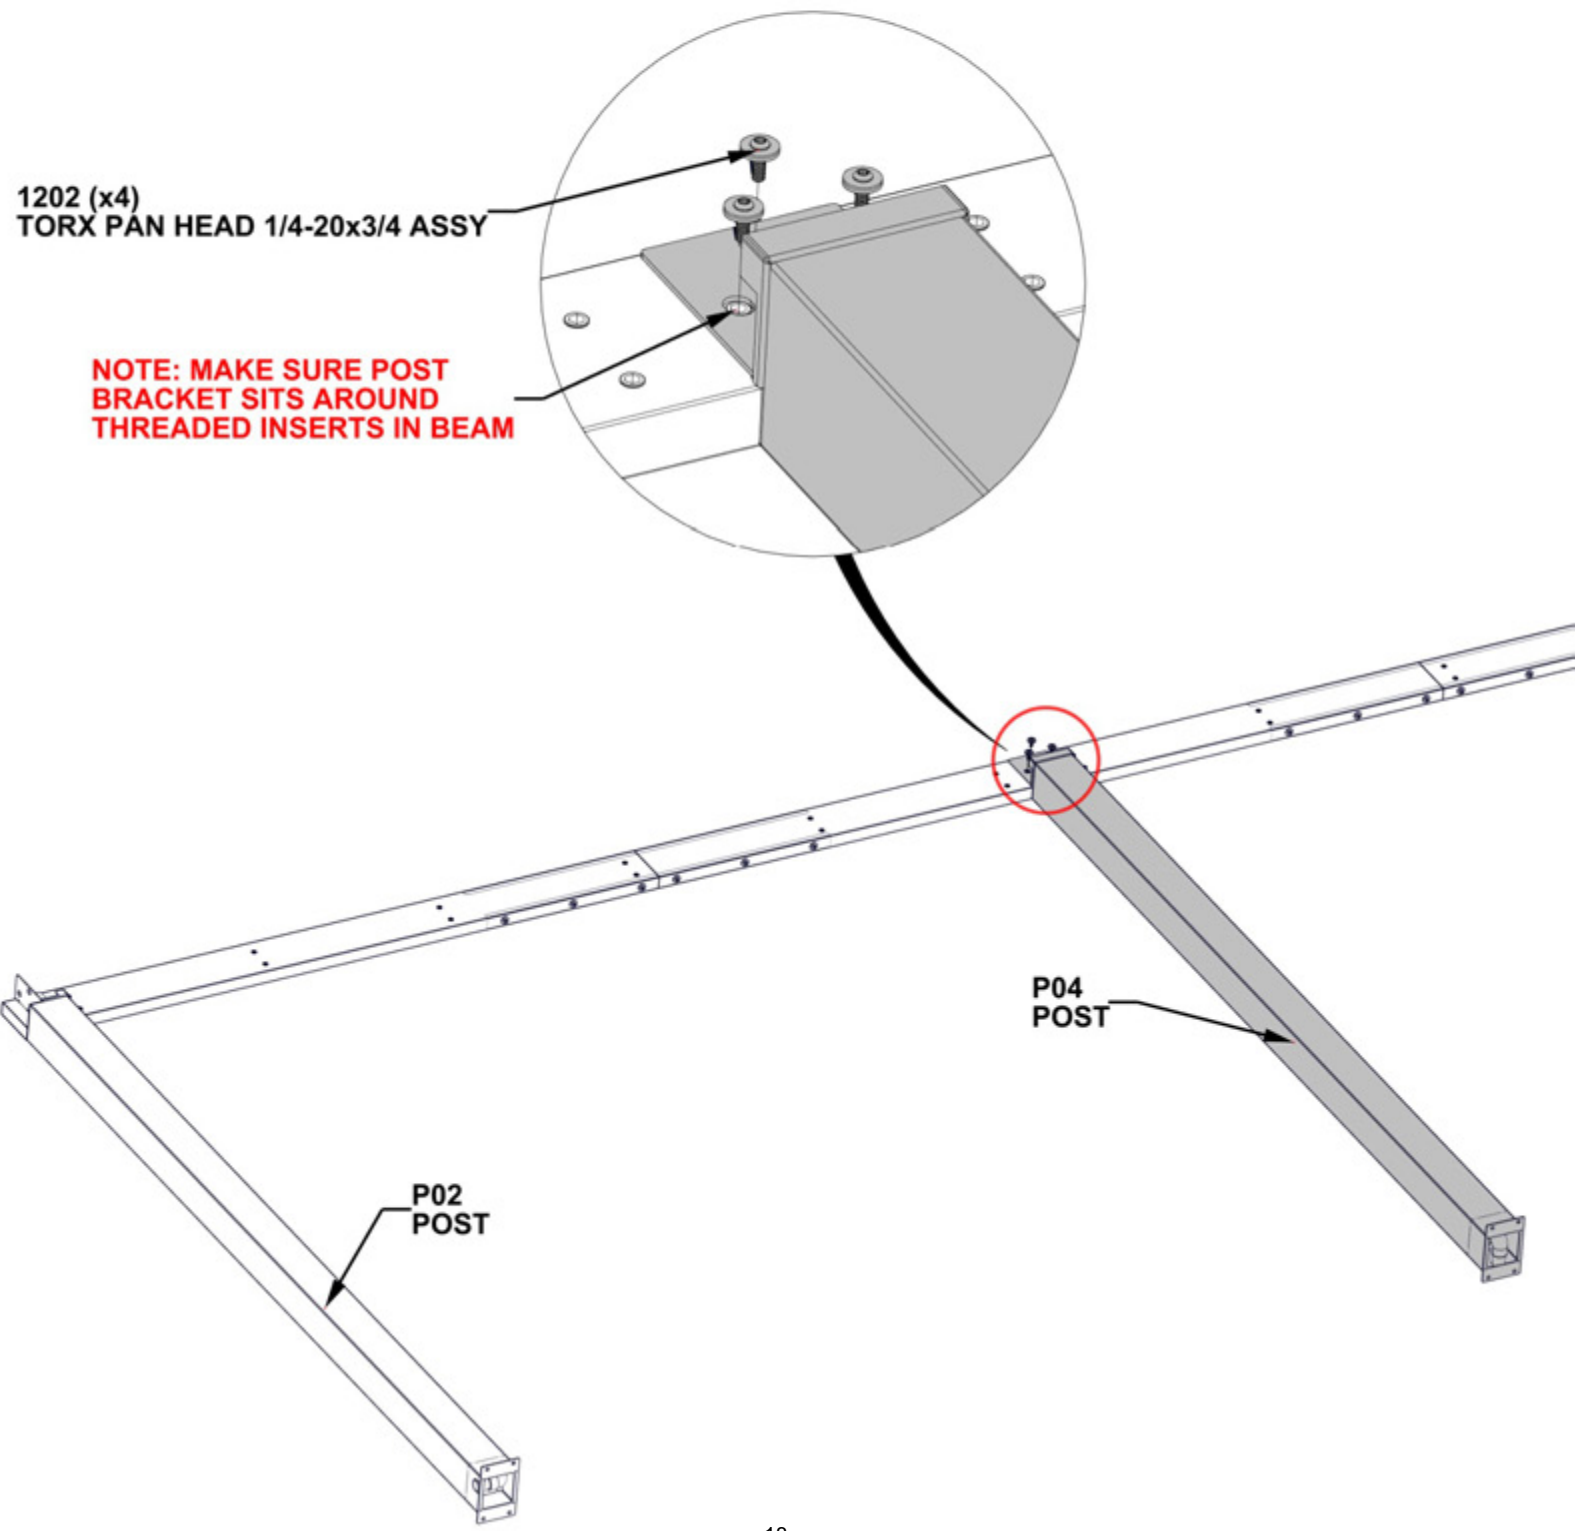 1202 (x4)
TORX PAN HEAD 1/4-20x3/4 ASSY
NOTE: MAKE SURE POST
BRACKET SITS AROUND
THREADED INSERTS IN BEAM
P04
POST
P02
POST